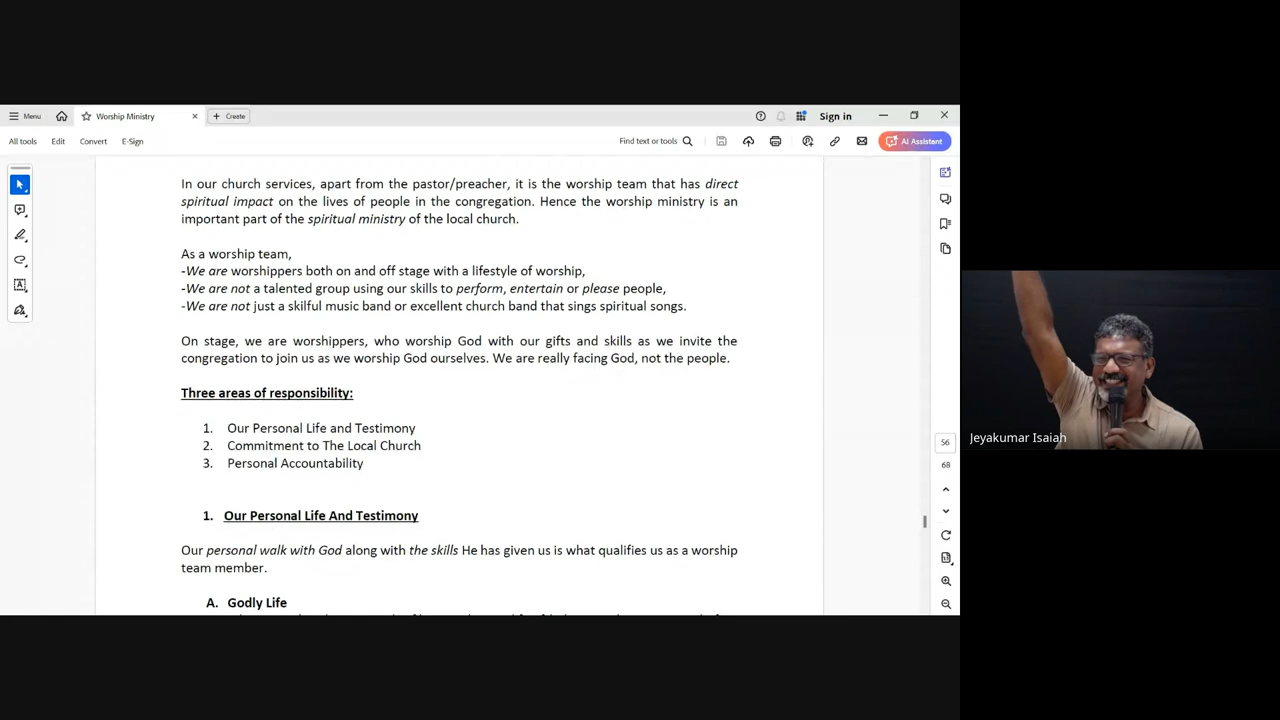 Menu
Worship Ministry
Create
Sign in
All tools
Edit
Convert
E-Sign
Find text or tools
AI Assistant
In our church services, apart from the pastor/preacher, it is the worship team that has direct
spiritual impact on the lives of people in the congregation. Hence the worship ministry is an
important part of the spiritual ministry of the local church.
As a worship team,
-We are worshippers both on and off stage with a lifestyle of worship,
-We are not a talented group using our skills to perform, entertain or please people,
-We are not just a skilful music band or excellent church band that sings spiritual songs.
On stage, we are worshippers, who worship God with our gifts and skills as we invite the
congregation to join us as we worship God ourselves. We are really facing God, not the people.
Three areas of responsibility:
1. Our Personal Life and Testimony
2. Commitment to The Local Church
3. Personal Accountability
1. Our Personal Life And Testimony
Our personal walk with God along with the skills He has given us is what qualifies us as a worship
team member.
A. Godly Life
56
68
Jeyakumar Isaiah